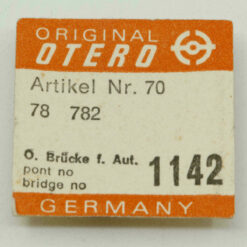 ORIGINAL
OTERO
Artikel Nr. 70
78 782
O. Brücke f. Aut.
pont no
bridge no
1142
GERMANY